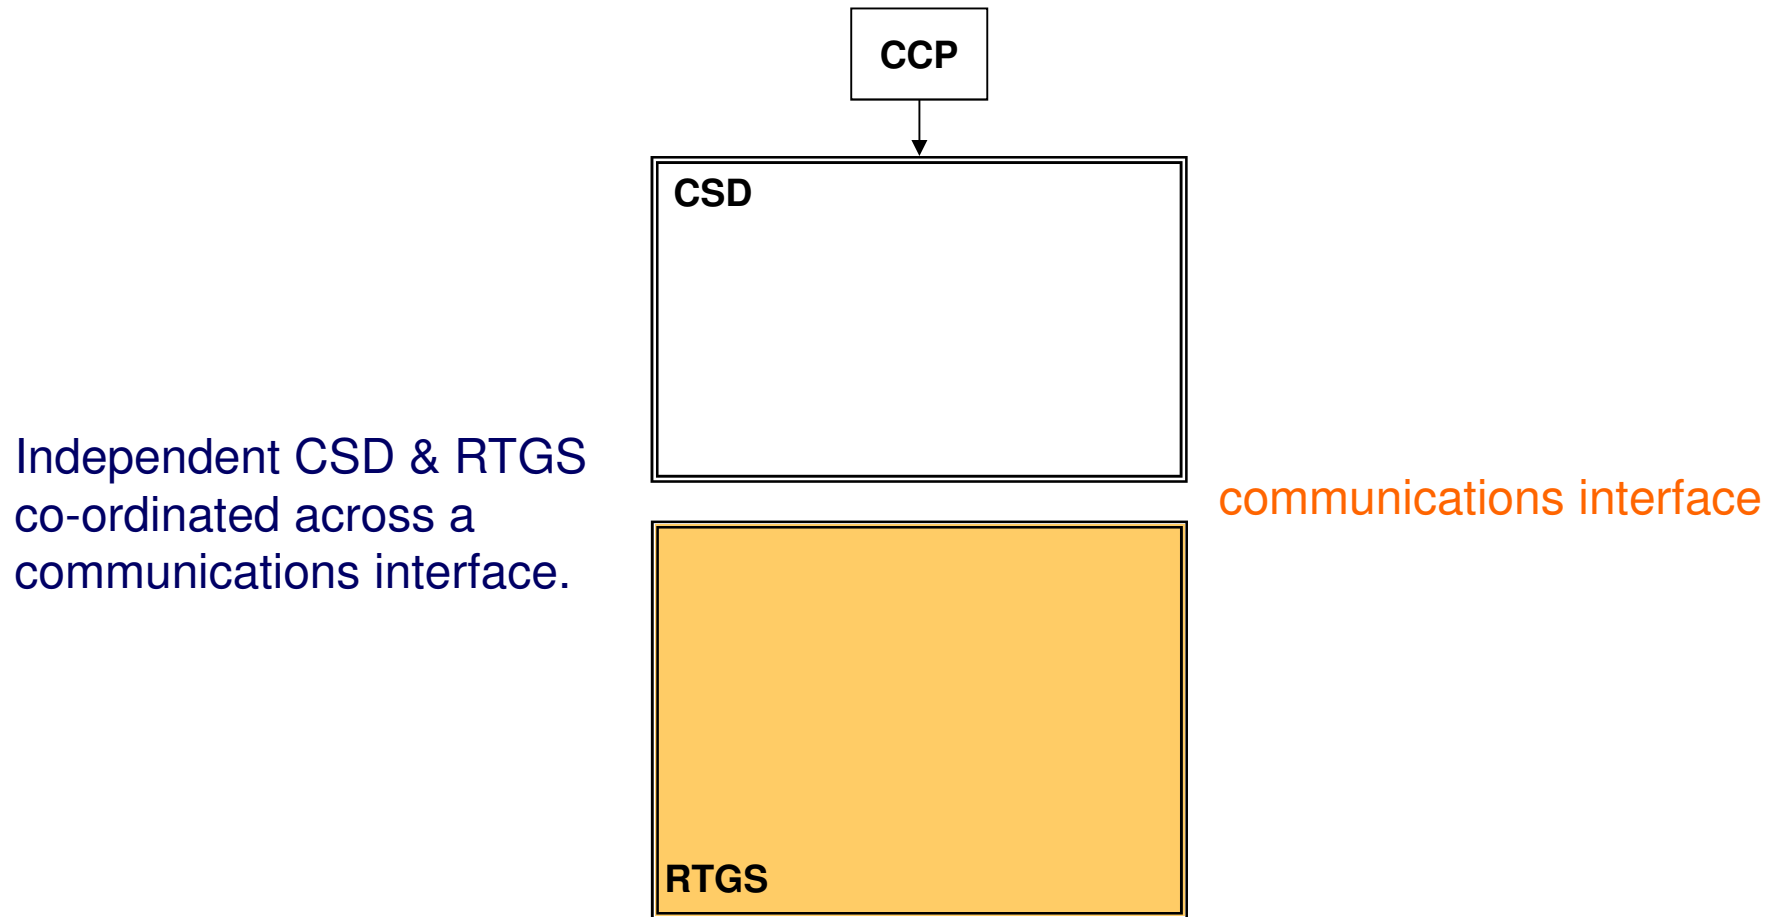 CCP
CSD
Independent CSD & RTGS
co-ordinated across a
communications interface.
communications interface
RTGS